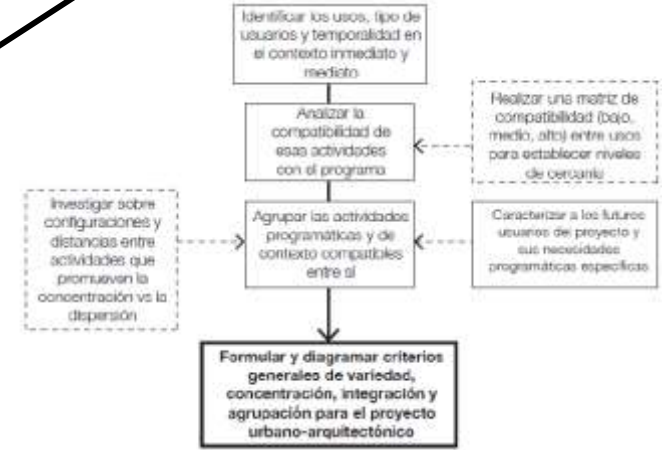 Identificar los usos, tipo de
usuarios y temporalidad en
el contexto inmediato y
mediato
Analizar la
compatibilidad de
esas actividades
con el programa
Realizar una matriz de
compatibilidad (bajo,
medio, alto) entre usos
para establecer niveles
de cercanía
Investigar sobre
configuraciones y
distancias entre
actividades que
promueven la
concentración vs la
dispersión
Agrupar las actividades
programáticas y de
contexto compatibles
entre sí
Caracterizar a los futuros
usuarios del proyecto y
sus necesidades
programáticas específicas
Formular y diagramar criterios
generales de variedad,
concentración, integración y
agrupación para el proyecto
urbano-arquitectónico